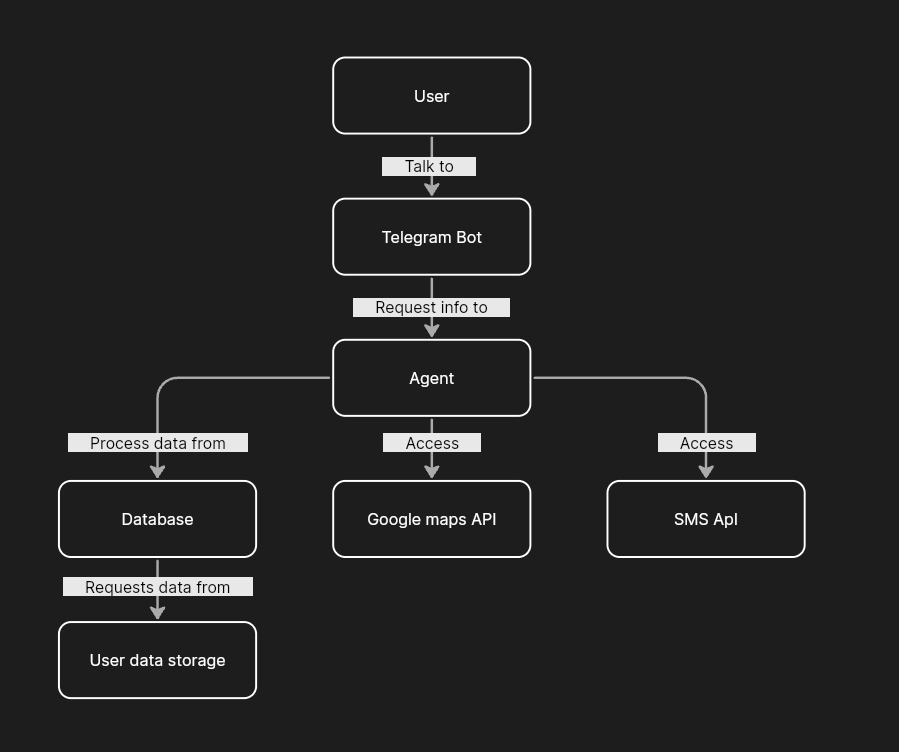 User
Talk to
Telegram Bot
Request info to
Agent
Process data from
Access
Access
Database
Google maps API
SMS ApI
Requests data from
User data storage